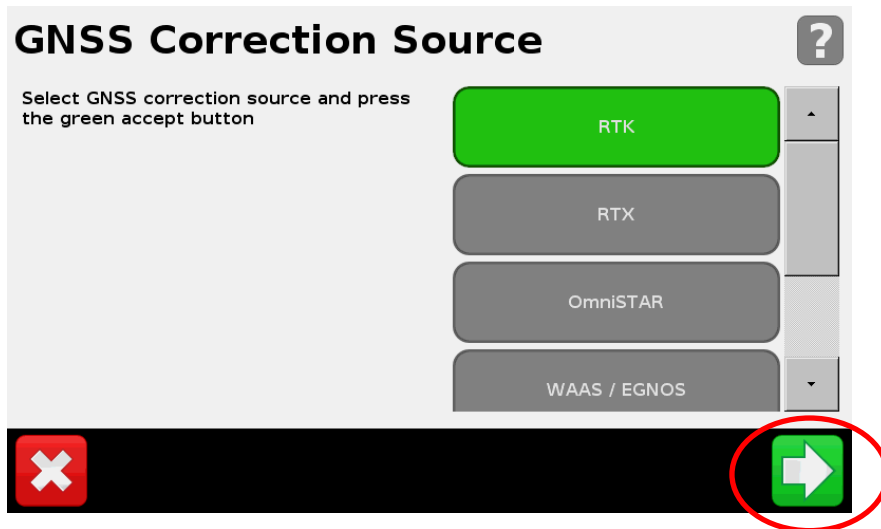 GNSS Correction Source
?
Select GNSS correction source and press
the green accept button
RTK
RTX
OmniSTAR
WAAS / EGNOS